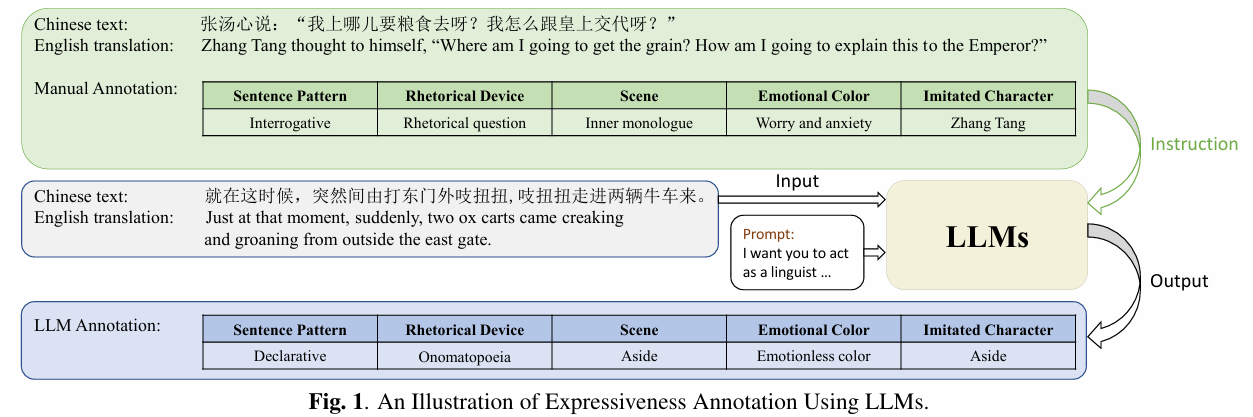 Chinese text: 张汤心说：“我上哪儿要粮食去呀？我怎么跟皇上交代呀？”
English translation: Zhang Tang thought to himself, “Where am I going to get the grain? How am I going to explain this to the Emperor?”
Manual Annotation:
Sentence Pattern Rhetorical Device Scene Emotional Color Imitated Character
Interrogative Rhetorical question Inner monologue Worry and anxiety Zhang Tang
Instruction
Chinese text: 就在这时候，突然间由打东门外吱扭扭,吱扭扭走进两辆牛车来。
English translation: Just at that moment, suddenly, two ox carts came creaking
and groaning from outside the east gate.
Input
Prompt:
I want you to act
as a linguist ...
LLMs
Output
LLM Annotation:
Sentence Pattern Rhetorical Device Scene Emotional Color Imitated Character
Declarative Onomatopoeia Aside Emotionless color Aside
Fig. 1. An Illustration of Expressiveness Annotation Using LLMs.